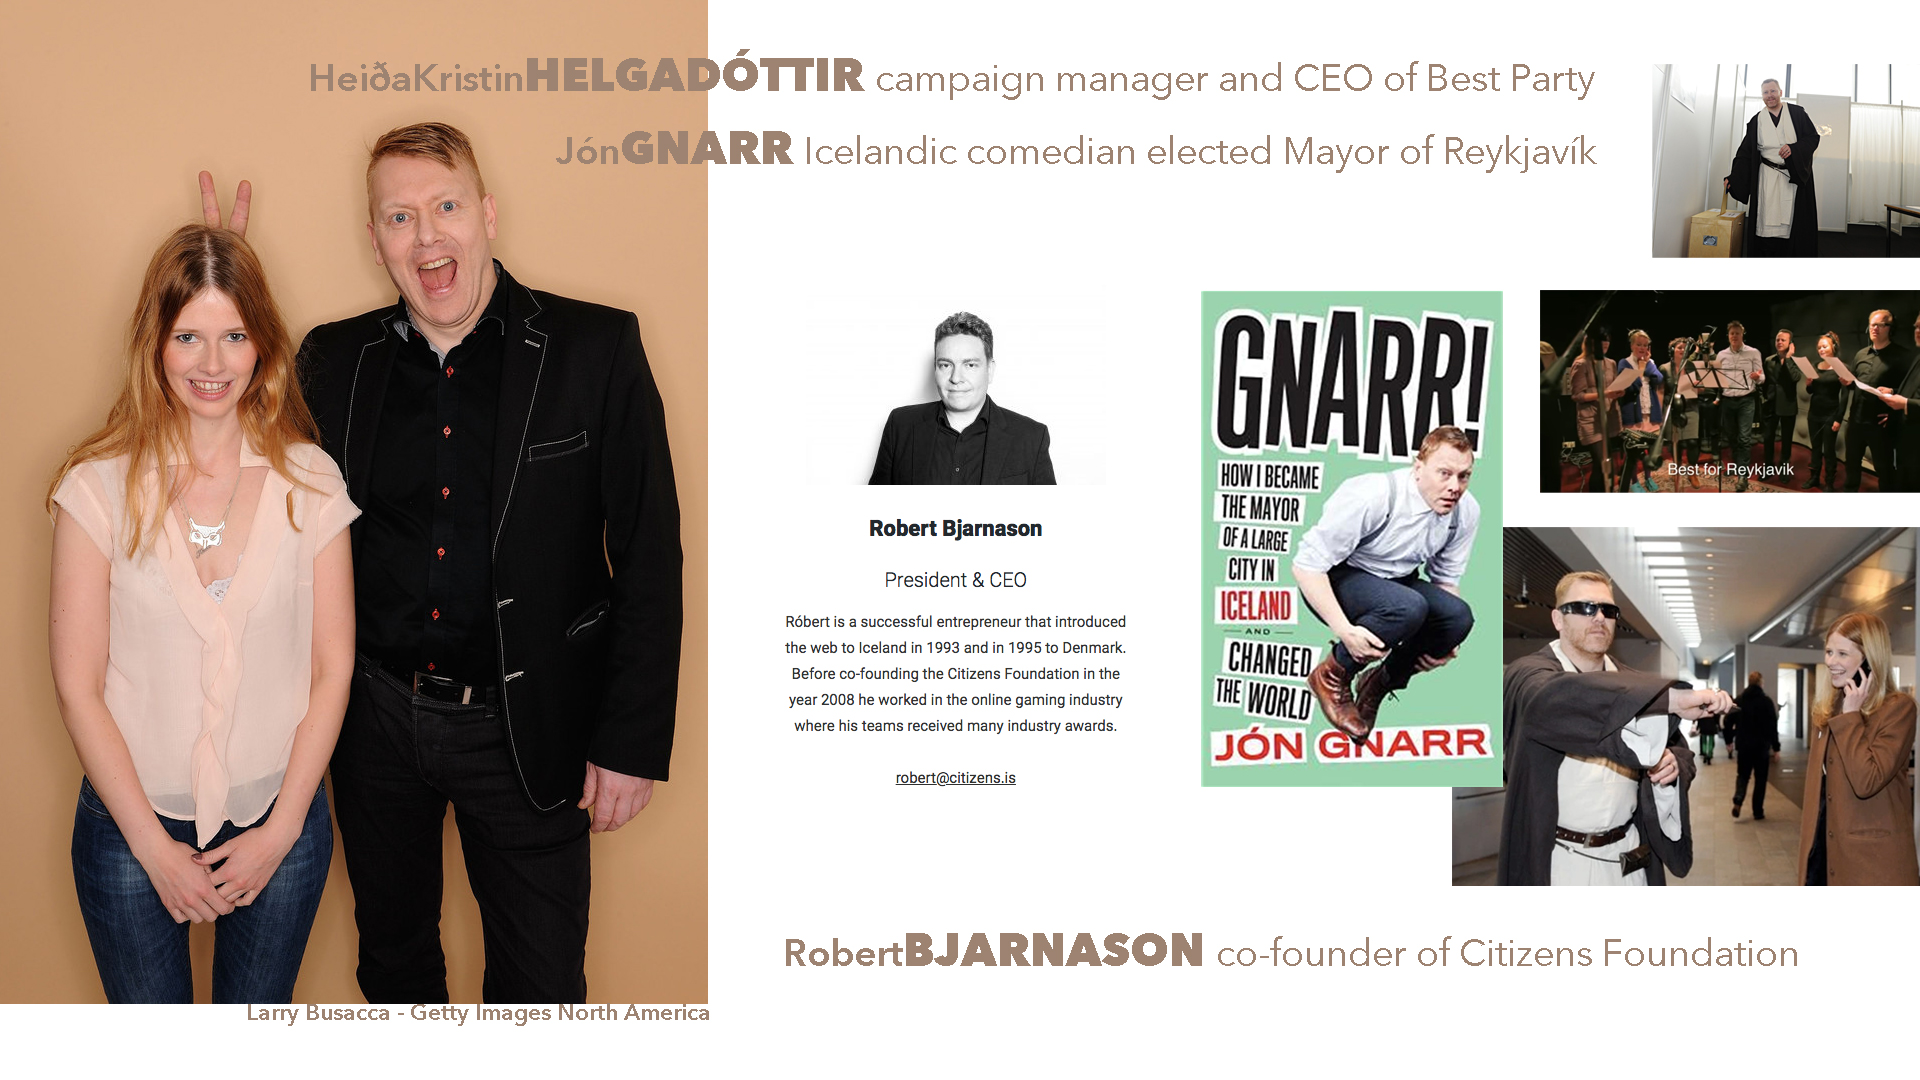 HeiðaKristinHELGADÓTTIR campaign manager and CEO of Best Party
JónGNARR Icelandic comedian elected Mayor of Reykjavík
Robert Bjarnason
President & CEO
Róbert is a successful entrepreneur that introduced
the web to Iceland in 1993 and in 1995 to Denmark.
Before co-founding the Citizens Foundation in the
year 2008 he worked in the online gaming industry
where his teams received many industry awards.
robert@citizens.is
GNARR!
HOW I BECAME
THE MAYOR
OF A LARGE
CITY IN
ICELAND
AND
CHANGED
THE WORLD
JÓN GNARR
Best for Reykjavik
RobertBJARNASON co-founder of Citizens Foundation
Larry Busacca - Getty Images North America